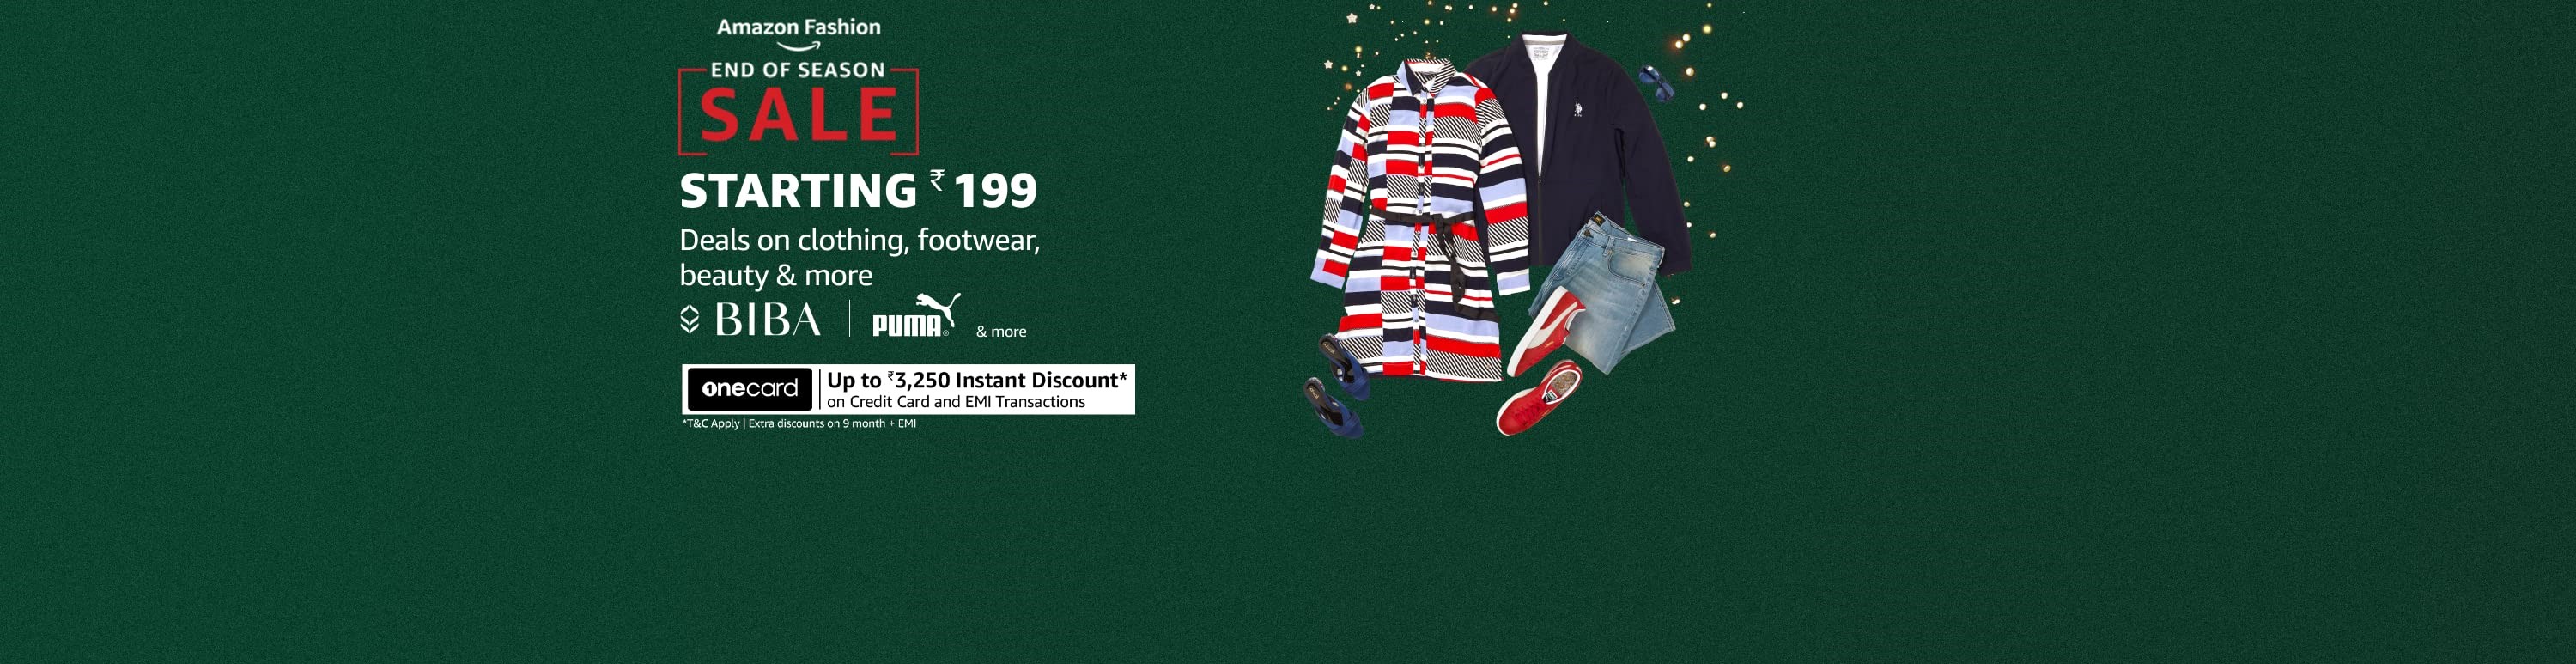 Amazon Fashion
END OF SEASON
SALE
STARTING ₹199
Deals on clothing, footwear,
beauty & more
BIBA | PUMA® & more
onecard | Up to ₹3,250 Instant Discount*
on Credit Card and EMI Transactions
*T&C Apply | Extra discounts on 9 month + EMI